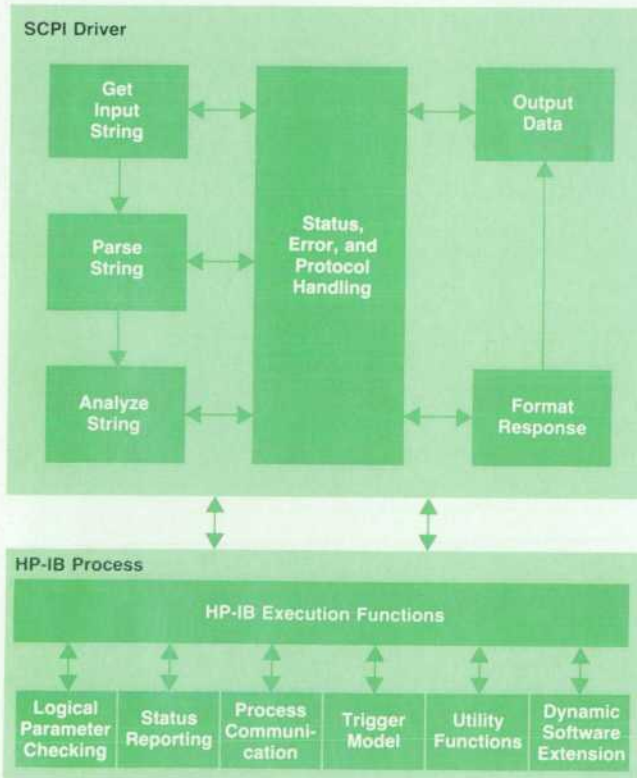 SCPI Driver
Get
Input
String
Output
Data
Status,
Error, and
Protocol
Handling
Parse
String
Analyze
String
Format
Response
HP-IB Process
HP-IB Execution Functions
Logical
Parameter
Checking
Status
Reporting
Process
Communi-
cation
Trigger
Model
Utility
Functions
Dynamic
Software
Extension